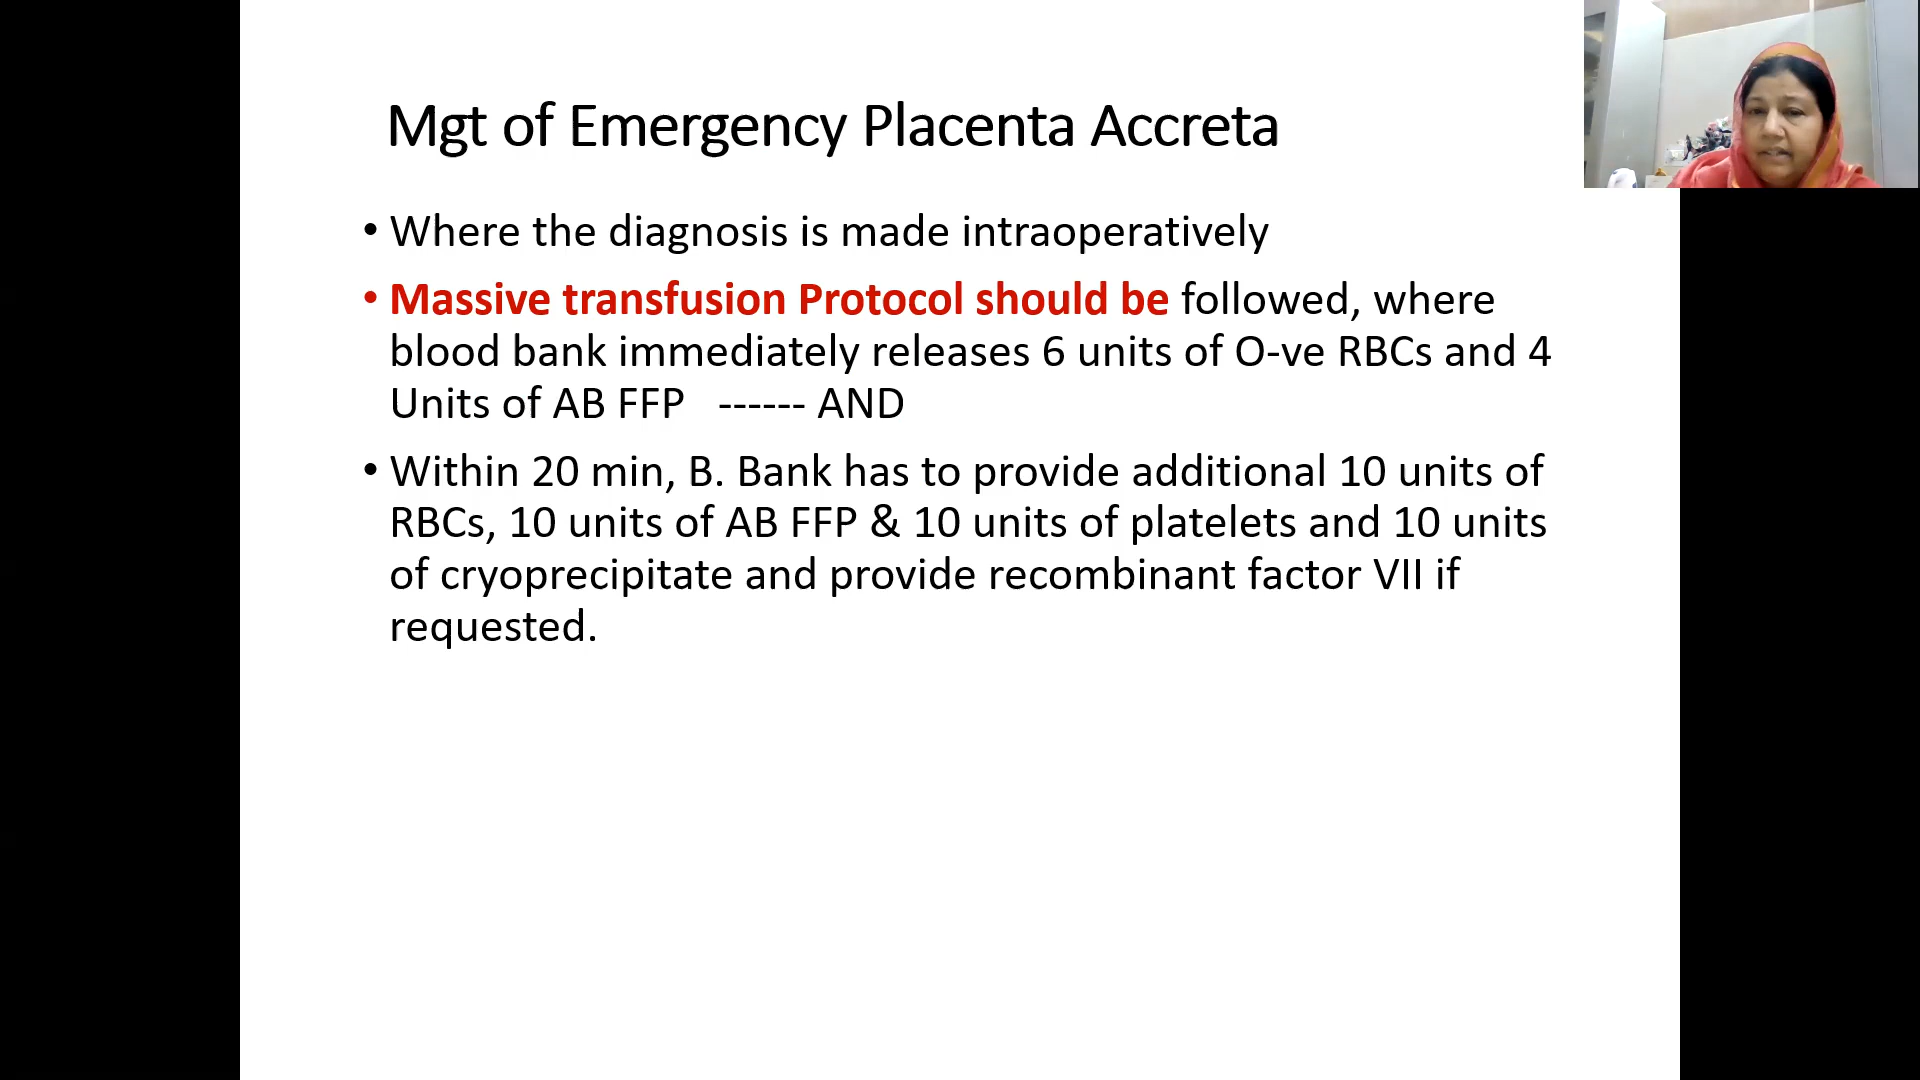 Mgt of Emergency Placenta Accreta
• Where the diagnosis is made intraoperatively
• Massive transfusion Protocol should be followed, where
blood bank immediately releases 6 units of O-ve RBCs and 4
Units of AB FFP ------ AND
• Within 20 min, B. Bank has to provide additional 10 units of
RBCs, 10 units of AB FFP & 10 units of platelets and 10 units
of cryoprecipitate and provide recombinant factor VII if
requested.